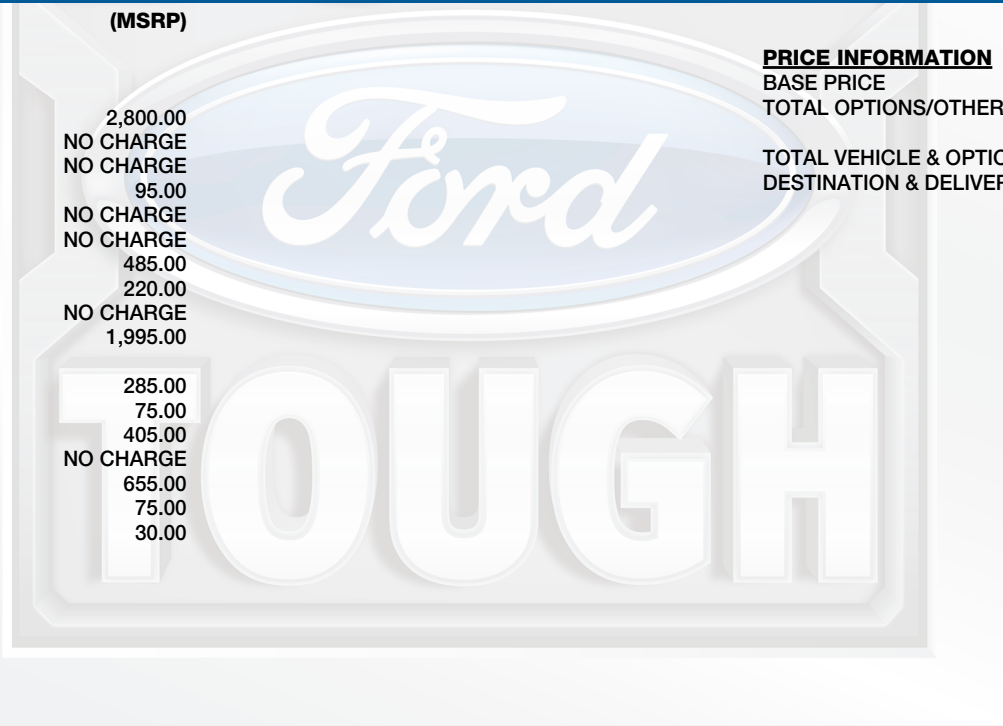 (MSRP)
2,800.00
NO CHARGE
NO CHARGE
95.00
NO CHARGE
NO CHARGE
485.00
220.00
NO CHARGE
1,995.00
285.00
75.00
405.00
NO CHARGE
655.00
75.00
30.00
PRICE INFORMATION
BASE PRICE
TOTAL OPTIONS/OTHER
TOTAL VEHICLE & OPTIO
DESTINATION & DELIVER
Ford
TOUGH